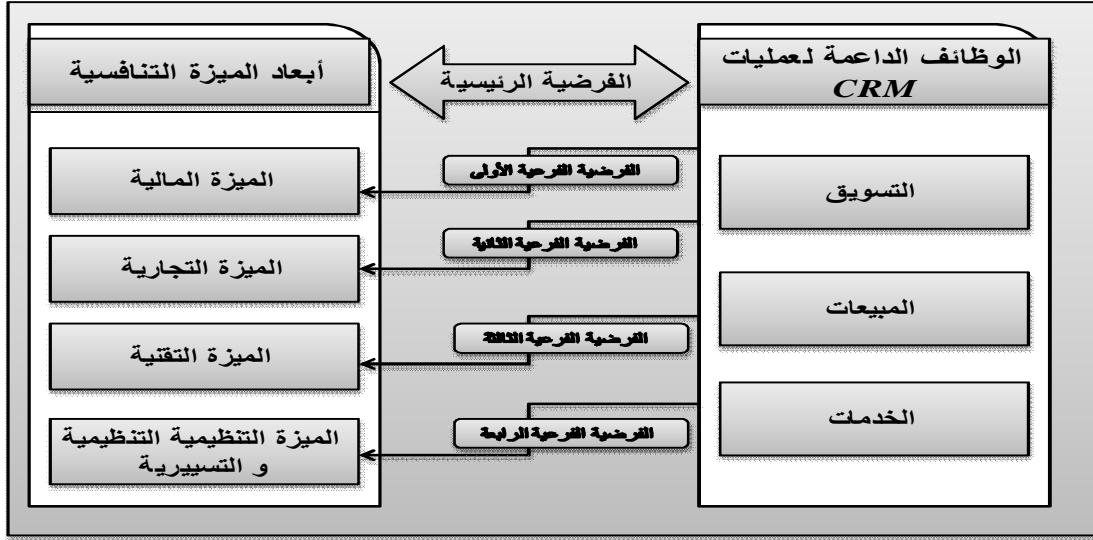 الوظائف الداعمة لعمليات
CRM
التسويق
المبيعات
الخدمات
الفرضية الرئيسية
الفرضية الفرعية الأولى
الفرضية الفرعية الثانية
الفرضية الفرعية الثالثة
الفرضية الفرعية الرابعة
أبعاد الميزة التنافسية
الميزة المالية
الميزة التجارية
الميزة التقنية
الميزة التنظيمية التنظيمية
و التسييرية